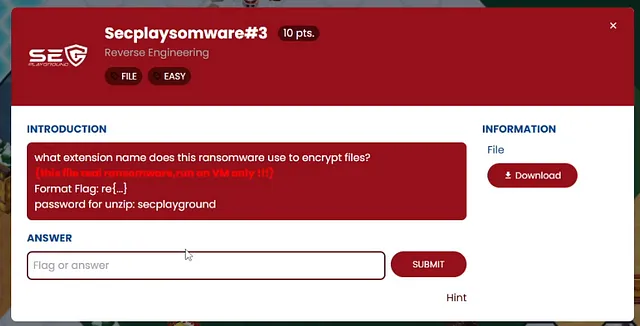 Secplaysomware#3 10 pts.
Reverse Engineering
SEC
PLAYGROUND
FILE EASY
×
INTRODUCTION
what extension name does this ransomware use to encrypt files?
(this file real ransomware,run on VM only !!!)
Format Flag: re{...}
password for unzip: secplayground
INFORMATION
File
Download
ANSWER
Flag or answer
SUBMIT
Hint